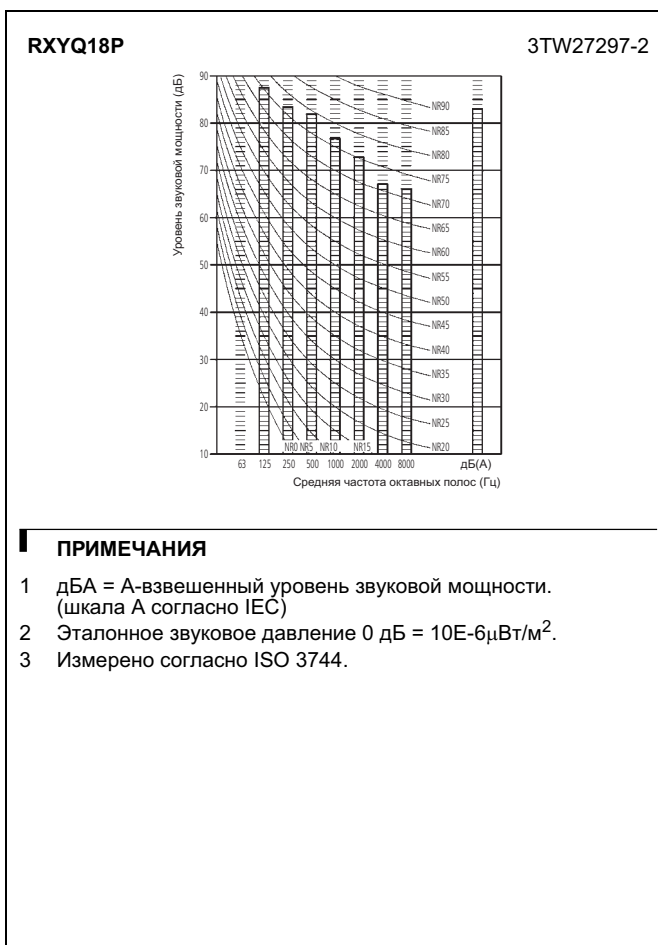 RXYQ18P 3TW27297-2
Уровень звуковой мощности (дБ)
90
80
70
60
50
40
30
20
10
NR90
NR85
NR80
NR75
NR70
NR65
NR60
NR55
NR50
NR45
NR40
NR35
NR30
NR25
NR20
NR0 NR5 NR10 NR15
63 125 250 500 1000 2000 4000 8000 дБ(A)
Средняя частота октавных полос (Гц)
ПРИМЕЧАНИЯ
1 дБА = А-взвешенный уровень звуковой мощности.
(шкала А согласно IEC)
2 Эталонное звуковое давление 0 дБ = 10E-6μВт/м².
3 Измерено согласно ISO 3744.